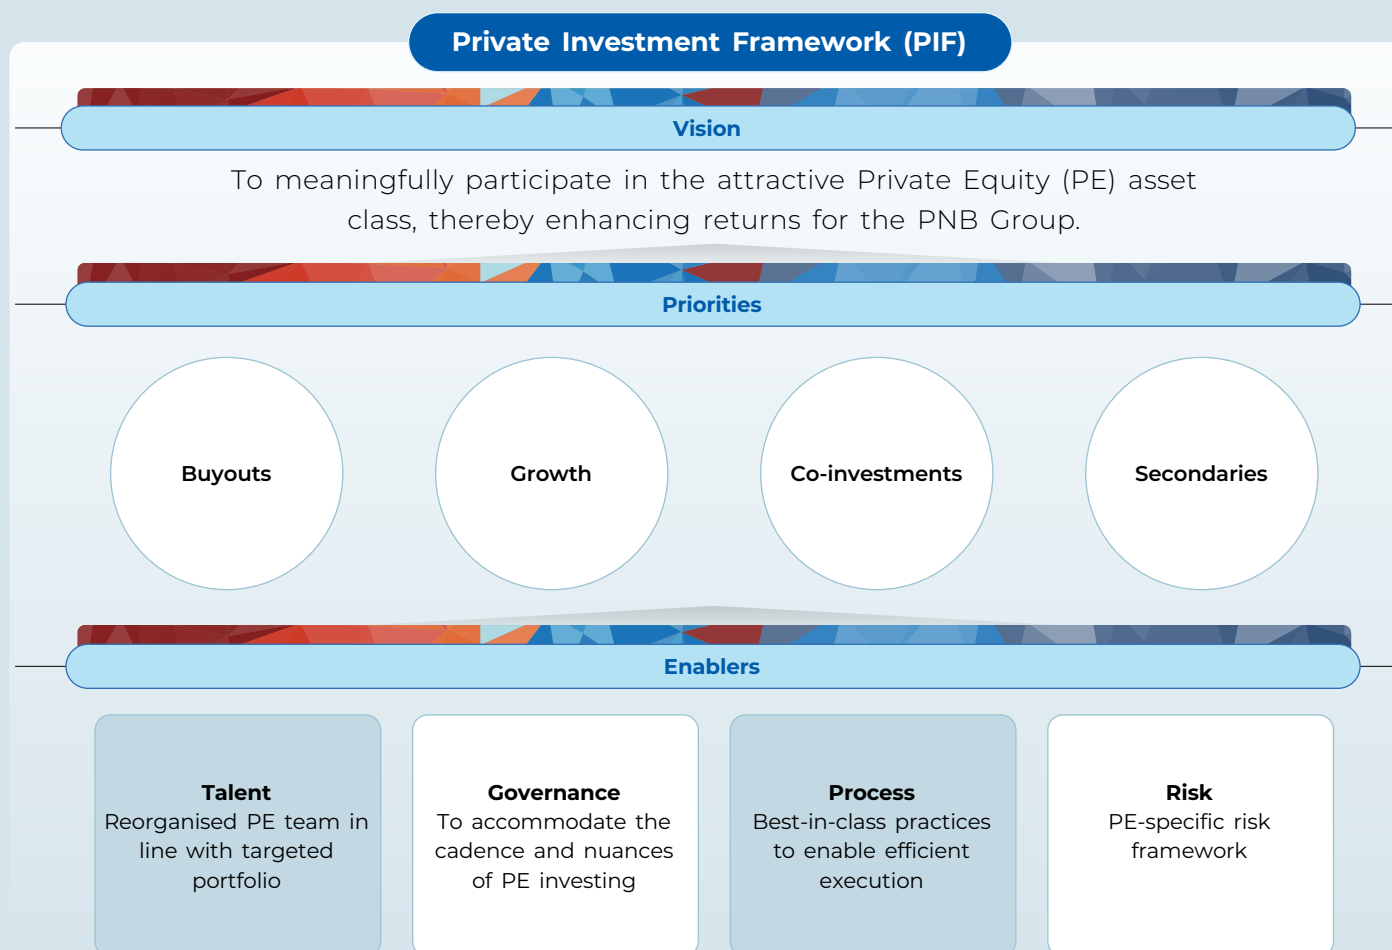 Private Investment Framework (PIF)
Vision
To meaningfully participate in the attractive Private Equity (PE) asset
class, thereby enhancing returns for the PNB Group.
Priorities
Buyouts
Growth
Co-investments
Secondaries
Enablers
Talent
Reorganised PE team in
line with targeted
portfolio
Governance
To accommodate the
cadence and nuances
of PE investing
Process
Best-in-class practices
to enable efficient
execution
Risk
PE-specific risk
framework